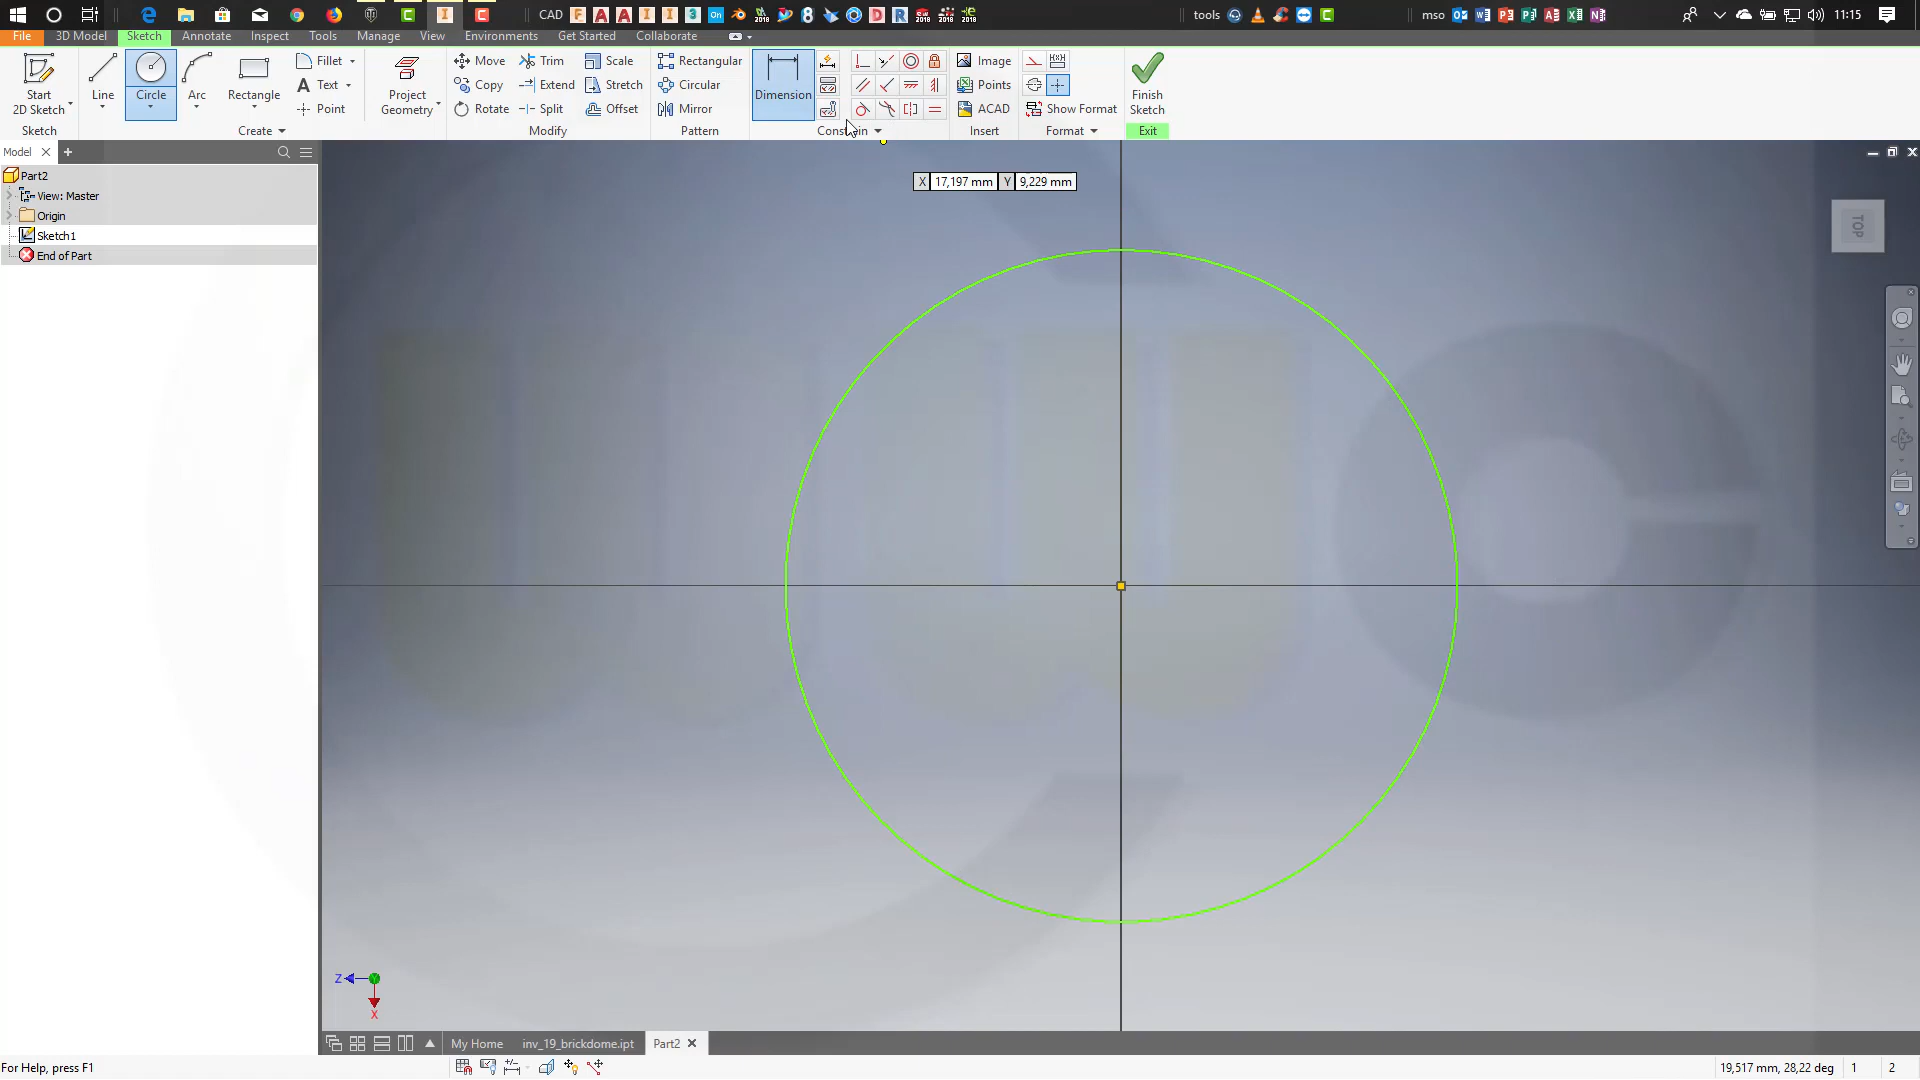 CAD
On
tools
mso
11:15
File 3D Model Sketch Annotate Inspect Tools Manage View Environments Get Started Collaborate
Start 2D Sketch Line Circle Arc Rectangle Fillet Text Point Project Geometry
Move Trim Scale
Copy Extend Stretch
Rotate Split Offset
Rectangular
Circular
Mirror
Dimension
Image
Points
ACAD
Show Format
Finish Sketch
Sketch Create Modify Pattern Constrain Insert Format Exit
Model
X 17,197 mm Y 9,229 mm
Part2
View: Master
Origin
Sketch1
End of Part
TOP
Z
X
My Home inv_19_brickdome.ipt Part2
For Help, press F1
19,517 mm, 28,22 deg 1 2